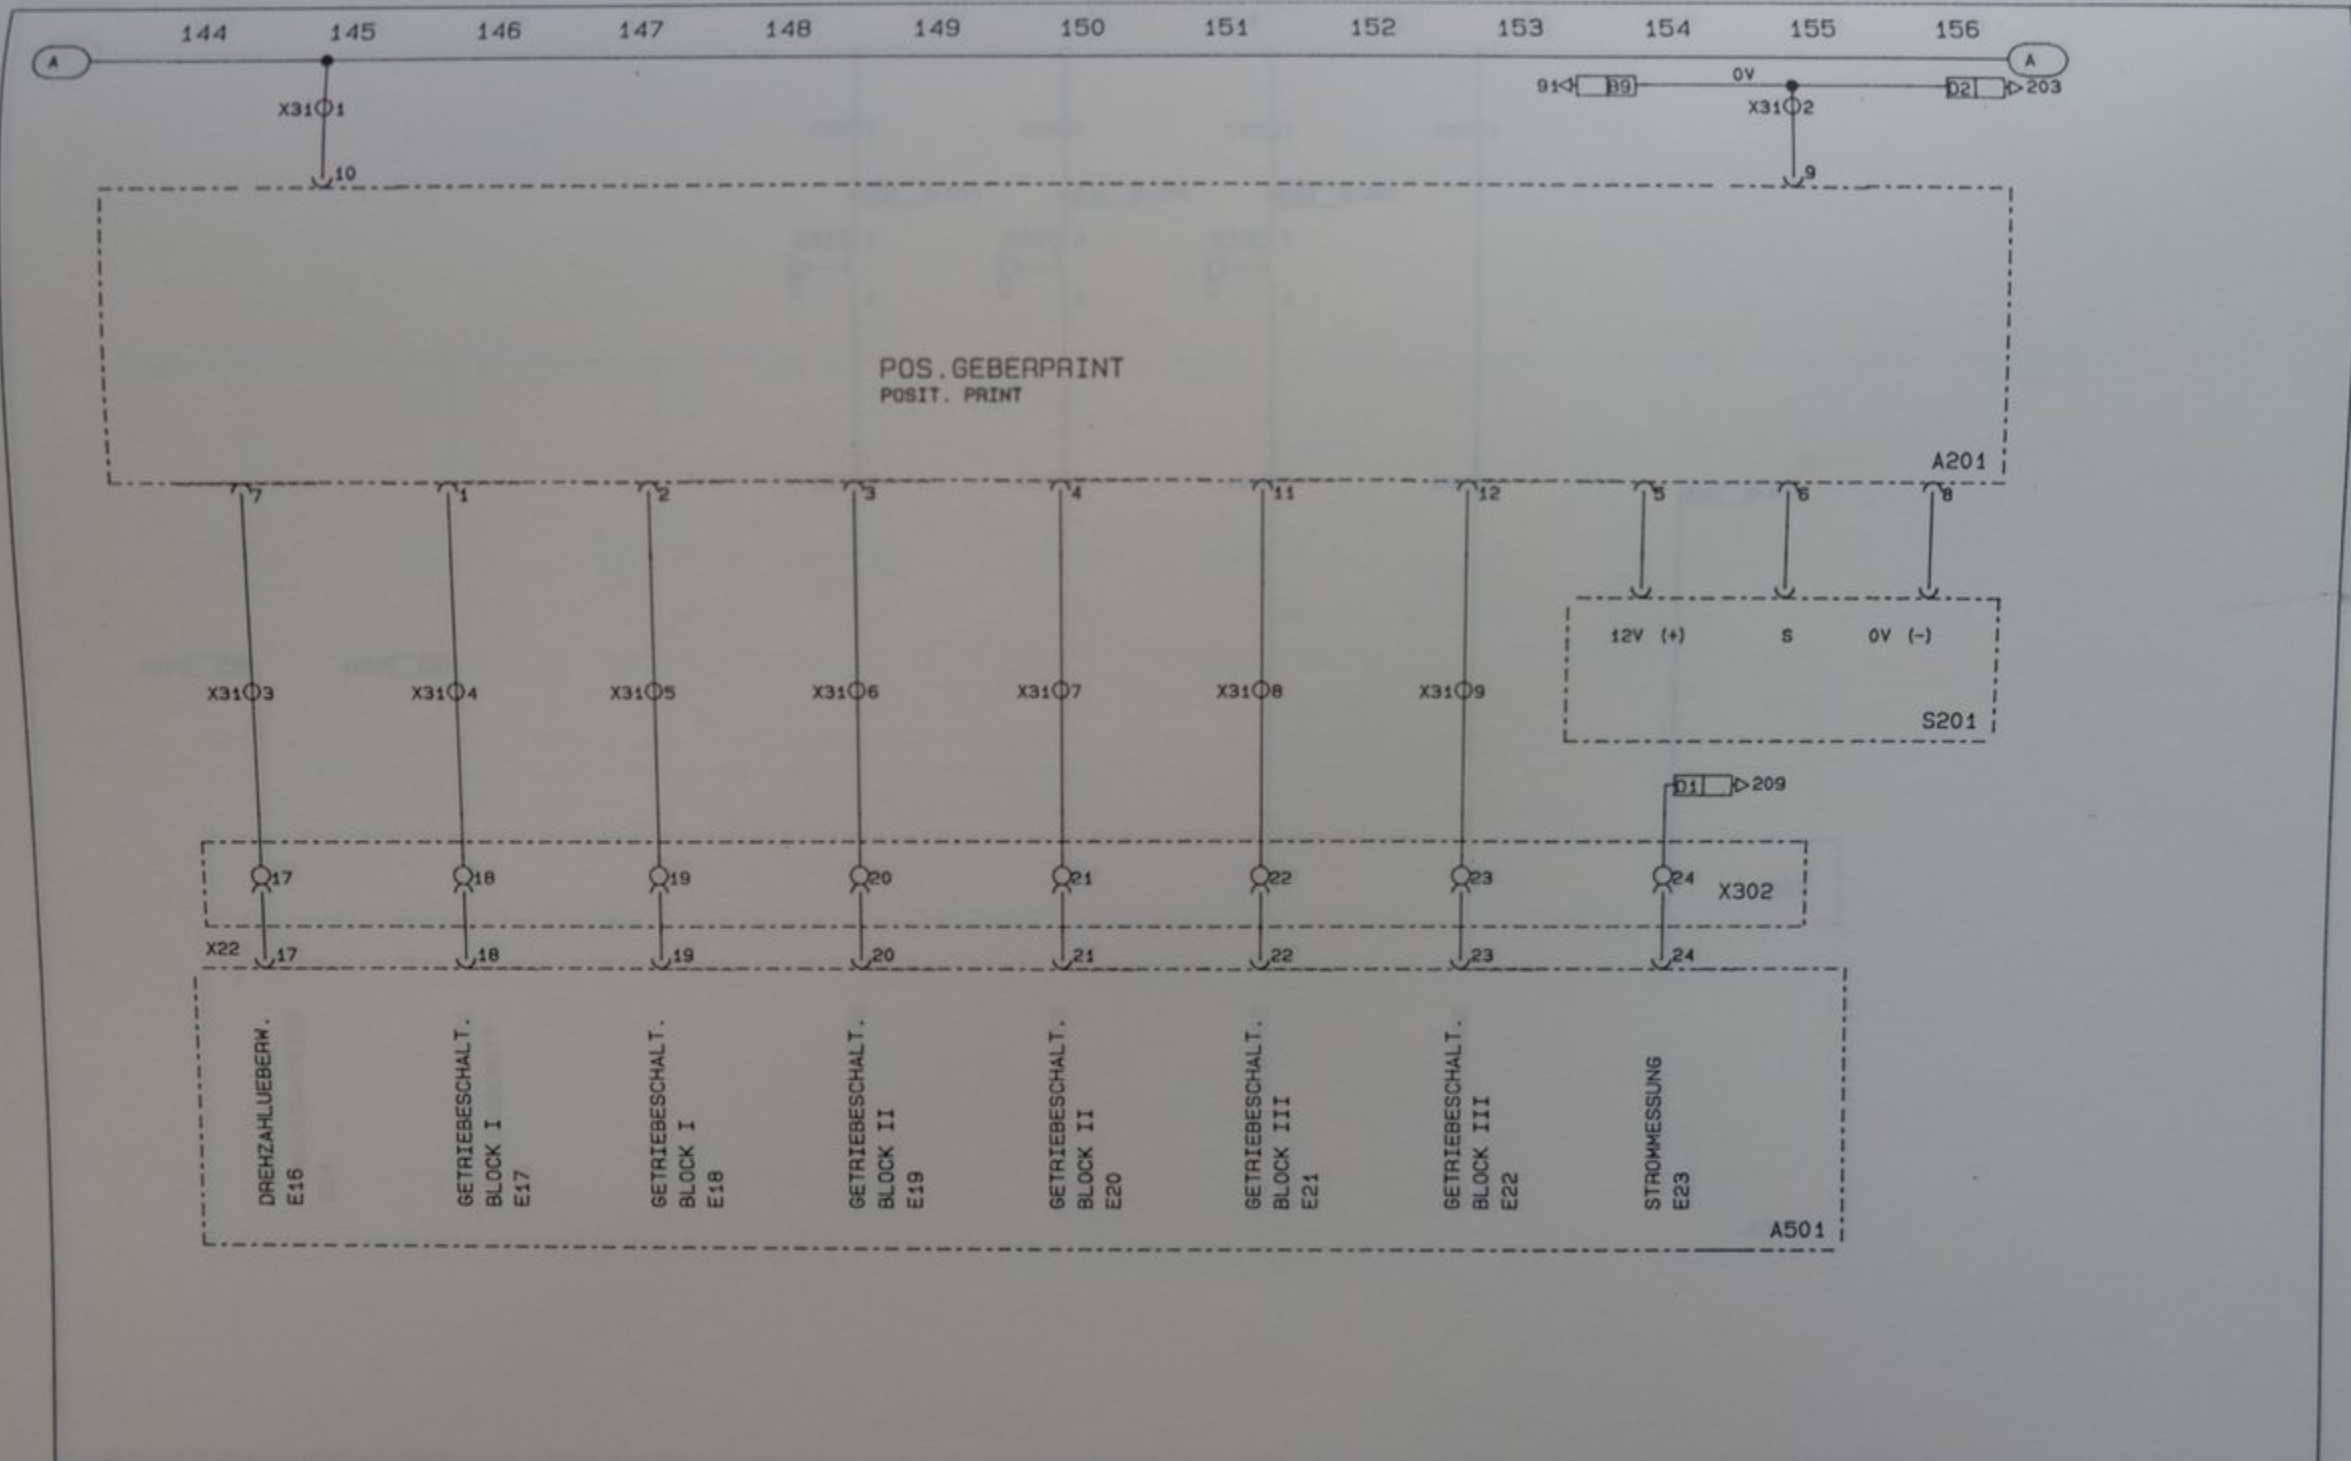 144 145 146 147 148 149 150 151 152 153 154 155 156
A A
91 B9 0V D2 203
X31 1 X31 2
10 9
POS.GEBERPRINT
POSIT. PRINT
A201
7 1 2 3 4 11 12 5 6 8
12V (+) S 0V (-)
X31 3 X31 4 X31 5 X31 6 X31 7 X31 8 X31 9
S201
D1 209
17 18 19 20 21 22 23 24 X302
X22 17 18 19 20 21 22 23 24
DREHZAHLUEBERW.
E16
GETRIEBESCHALT.
BLOCK I
E17
GETRIEBESCHALT.
BLOCK I
E18
GETRIEBESCHALT.
BLOCK II
E19
GETRIEBESCHALT.
BLOCK II
E20
GETRIEBESCHALT.
BLOCK III
E21
GETRIEBESCHALT.
BLOCK III
E22
STROMMESSUNG
E23
A501